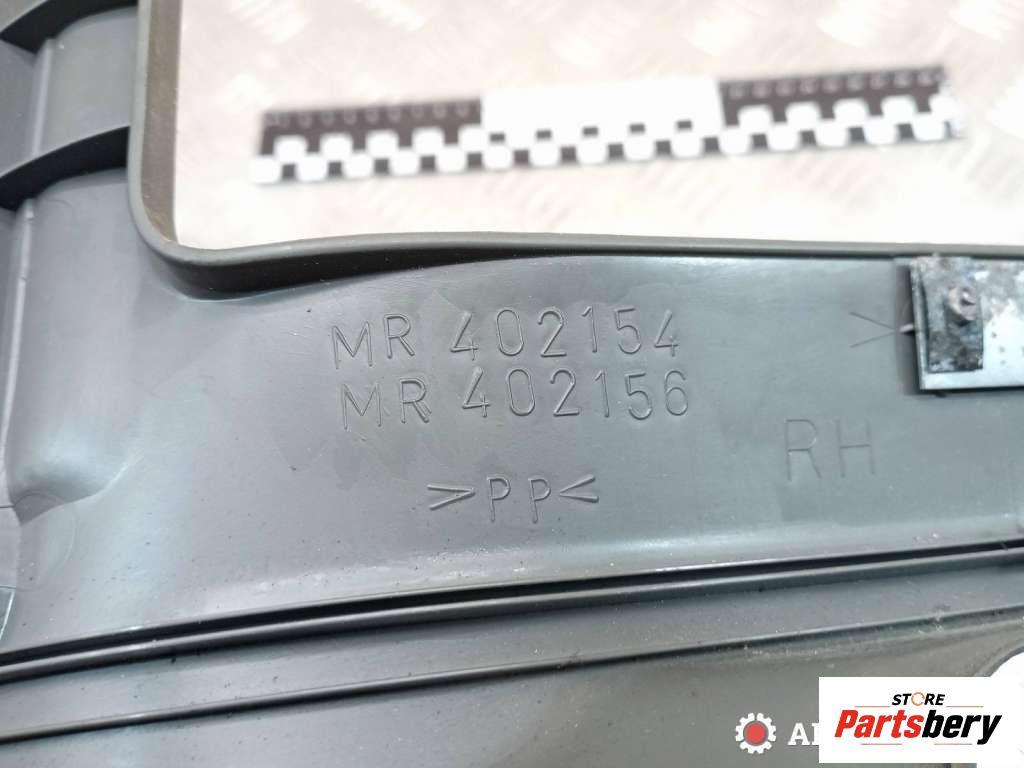 MR 402154
MR 402156
>PP<
RH
STORE
Partsbery